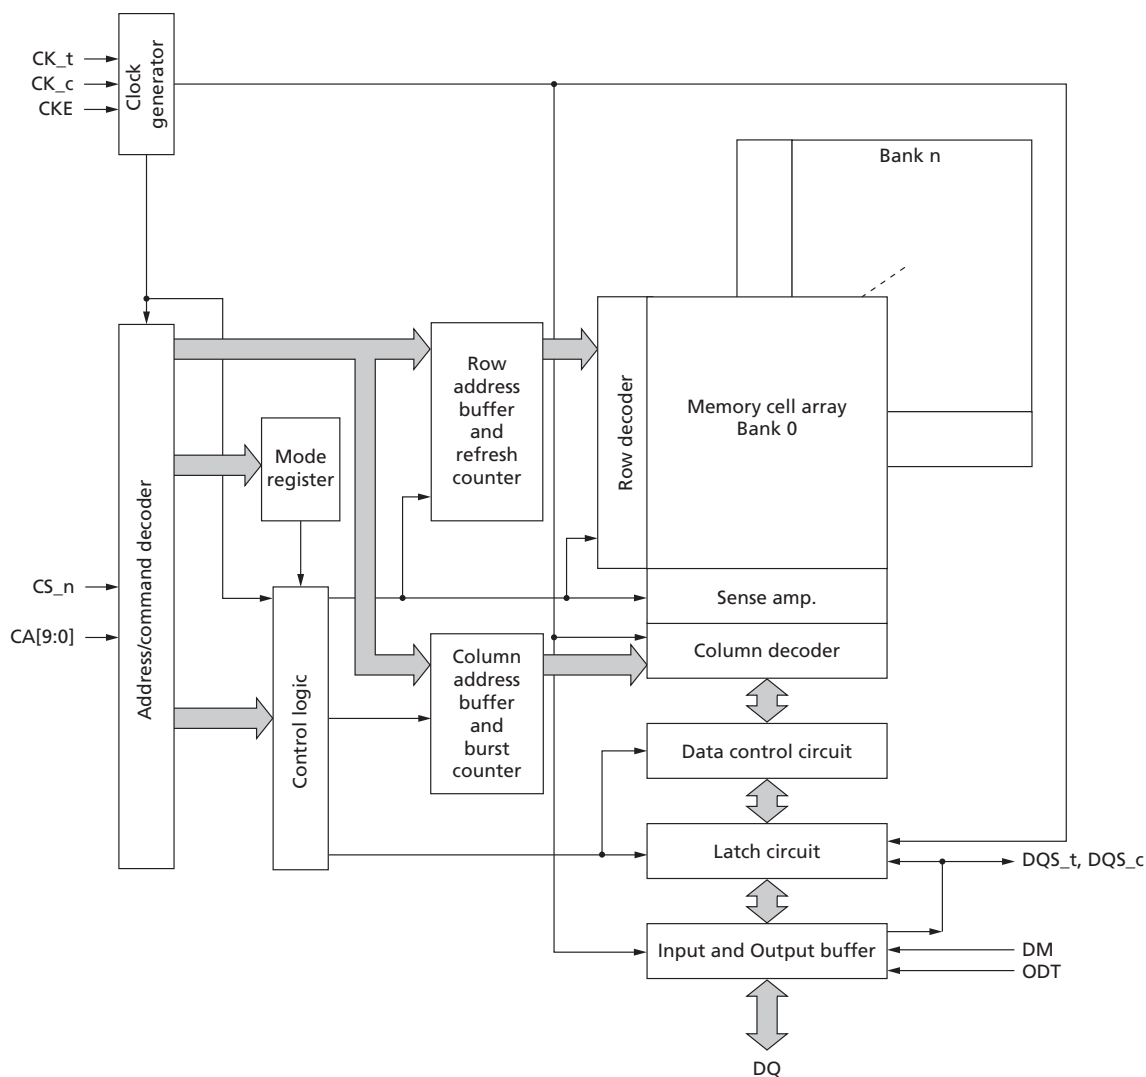 CK_t
CK_c
CKE
Clock
generator
Bank n
Row
address
buffer
and
refresh
counter
Row decoder
Memory cell array
Bank 0
Mode
register
Address/command decoder
CS_n
CA[9:0]
Sense amp.
Column decoder
Control logic
Column
address
buffer
and
burst
counter
Data control circuit
Latch circuit
DQS_t, DQS_c
Input and Output buffer
DM
ODT
DQ